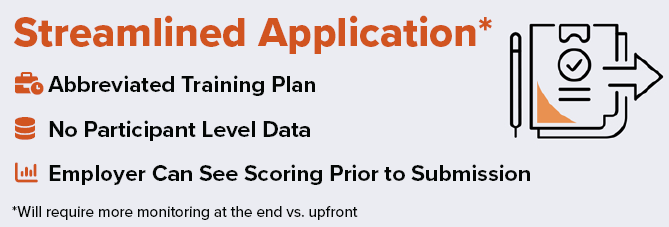 Streamlined Application*
Abbreviated Training Plan
No Participant Level Data
Employer Can See Scoring Prior to Submission
*Will require more monitoring at the end vs. upfront